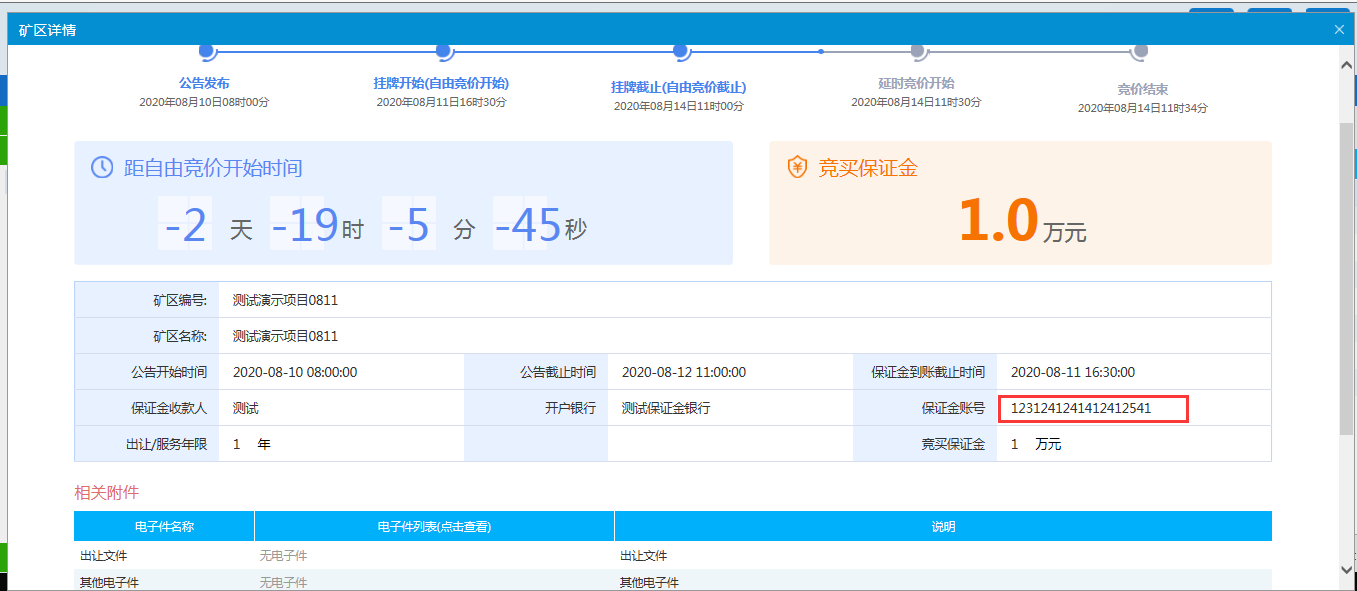 矿区详情
公告发布 挂牌开始(自由竞价开始) 挂牌截止(自由竞价截止) 延时竞价开始 竞价结束
2020年08月10日08时00分 2020年08月11日16时30分 2020年08月14日11时00分 2020年08月14日11时30分 2020年08月14日11时34分
距自由竞价开始时间
-2 天 -19 时 -5 分 -45 秒
竞买保证金
1.0 万元
矿区编号: 测试演示项目0811
矿区名称: 测试演示项目0811
公告开始时间 2020-08-10 08:00:00 公告截止时间 2020-08-12 11:00:00 保证金到账截止时间 2020-08-11 16:30:00
保证金收款人 测试 开户银行 测试保证金银行 保证金账号 1231241241412412541
出让/服务年限 1 年 竞买保证金 1 万元
相关附件
电子件名称 电子件列表(点击查看) 说明
出让文件 无电子件 出让文件
其他电子件 无电子件 其他电子件